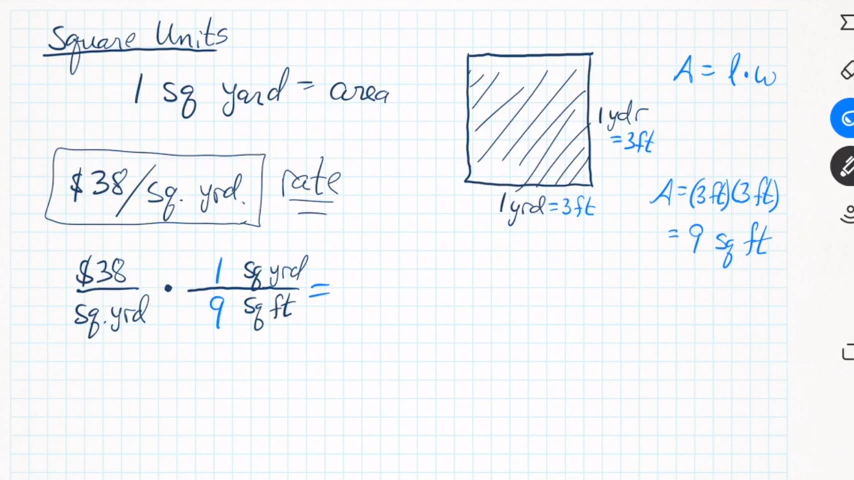 Square Units
1 sq yard = area
$38/sq. yrd. rate
$38/sq.yrd · 1 sq yrd/9 sq ft =
1 ydr
= 3ft
1 yrd = 3ft
A = l·w
A = (3ft)(3ft)
= 9 sq ft